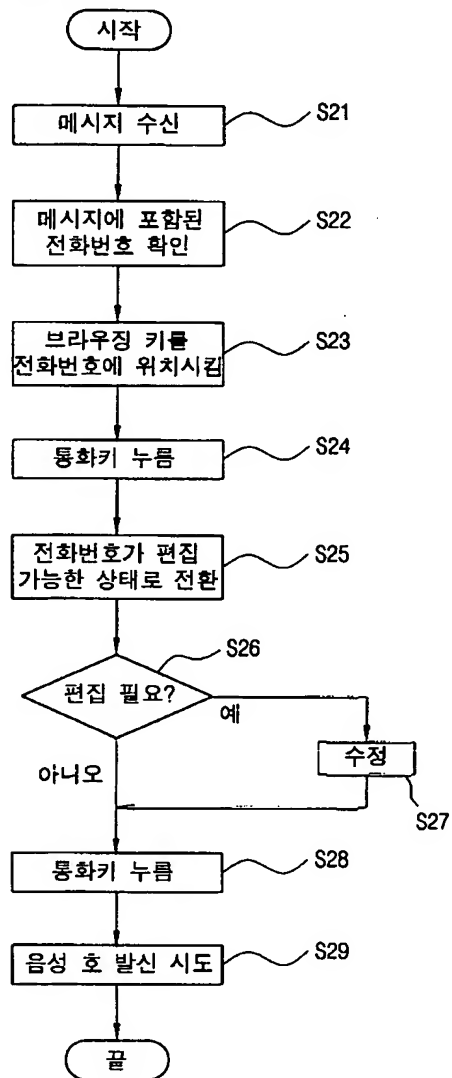 시작
메시지 수신
S21
메시지에 포함된
전화번호 확인
S22
브라우징 키를
전화번호에 위치시킴
S23
통화키 누름
S24
전화번호가 편집
가능한 상태로 전환
S25
편집 필요?
S26
예
아니오
수정
S27
통화키 누름
S28
음성 호 발신 시도
S29
끝